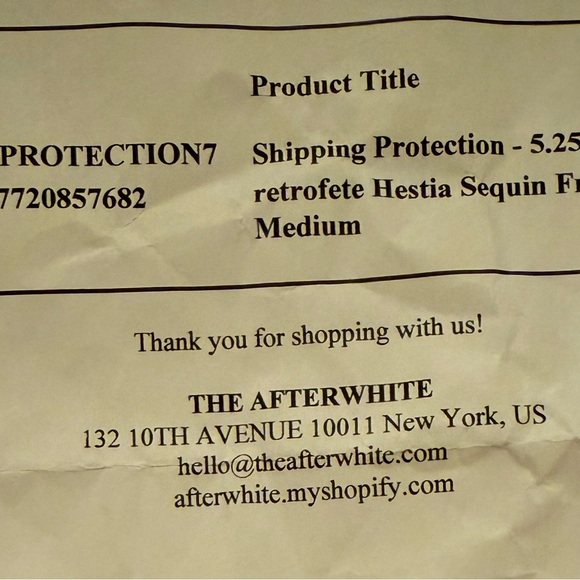 Product Title
PROTECTION7 Shipping Protection - 5.25
7720857682 retrofete Hestia Sequin
Medium
Thank you for shopping with us!
THE AFTERWHITE
132 10TH AVENUE 10011 New York, US
hello@theafterwhite.com
afterwhite.myshopify.com